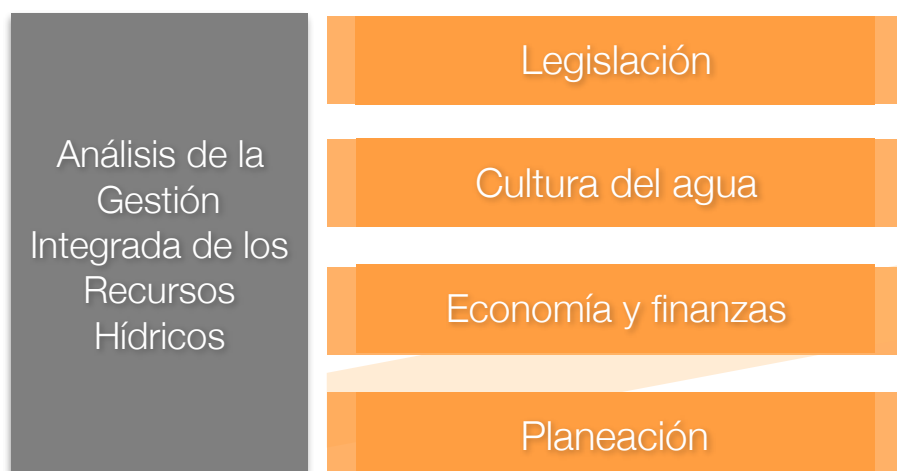 Análisis de la
Gestión
Integrada de los
Recursos
Hídricos
Legislación
Cultura del agua
Economía y finanzas
Planeación